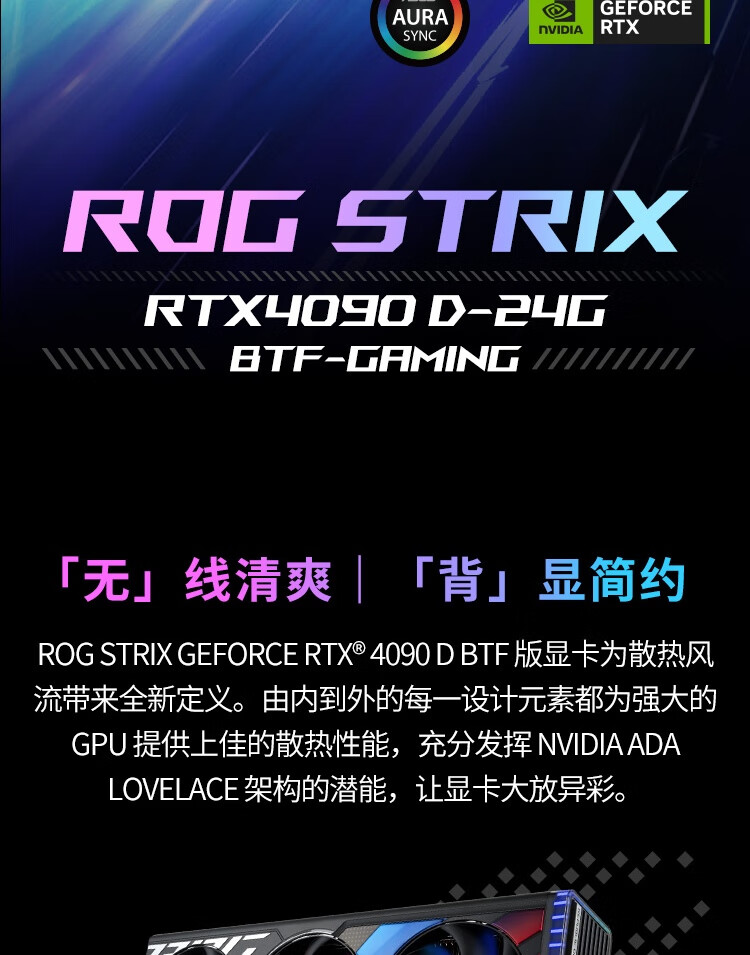 AURA
SYNC
NVIDIA
GEFORCE
RTX
ROG STRIX
RTX4090 D-24G
BTF-GAMING
「无」线清爽｜「背」显简约
ROG STRIX GEFORCE RTX® 4090 D BTF 版显卡为散热风
流带来全新定义。由内到外的每一设计元素都为强大的
GPU 提供上佳的散热性能，充分发挥 NVIDIA ADA
LOVELACE 架构的潜能，让显卡大放异彩。